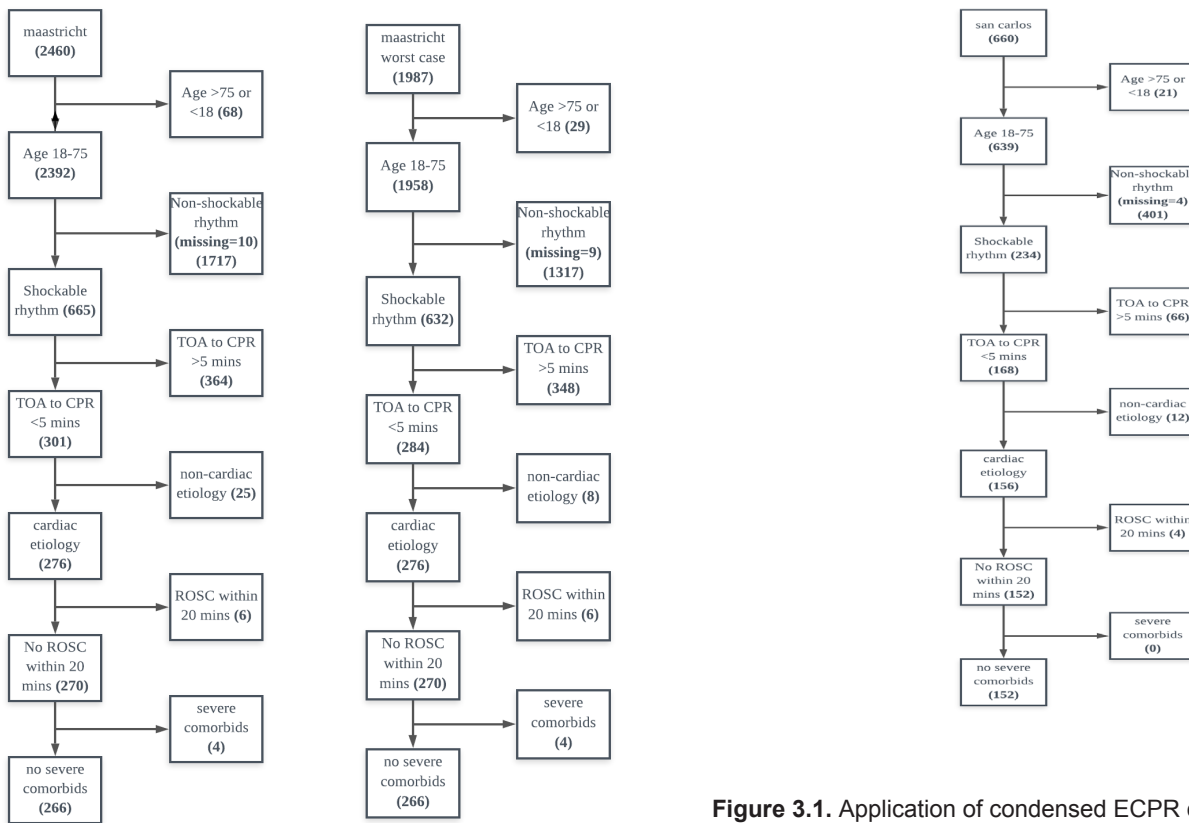 maastricht
(2460)
Age >75 or
<18 (68)
Age 18-75
(2392)
Non-shockable
rhythm
(missing=10)
(1717)
Shockable
rhythm (665)
TOA to CPR
>5 mins
(364)
TOA to CPR
<5 mins
(301)
non-cardiac
etiology (25)
cardiac
etiology
(276)
ROSC within
20 mins (6)
No ROSC
within 20
mins (270)
severe
comorbids
(4)
no severe
comorbids
(266)
maastricht
worst case
(1987)
Age >75 or
<18 (29)
Age 18-75
(1958)
Non-shockable
rhythm
(missing=9)
(1317)
Shockable
rhythm (632)
TOA to CPR
>5 mins
(348)
TOA to CPR
<5 mins
(284)
non-cardiac
etiology (8)
cardiac
etiology
(276)
ROSC within
20 mins (6)
No ROSC
within 20
mins (270)
severe
comorbids
(4)
no severe
comorbids
(266)
san carlos
(660)
Age >75 or
<18 (21)
Age 18-75
(639)
Non-shockable
rhythm
(missing=4)
(401)
Shockable
rhythm (234)
TOA to CPR
>5 mins (66)
TOA to CPR
<5 mins
(168)
non-cardiac
etiology (12)
cardiac
etiology
(156)
ROSC within
20 mins (4)
No ROSC
within 20
mins (152)
severe
comorbids
(0)
no severe
comorbids
(152)
Figure 3.1. Application of condensed ECPR